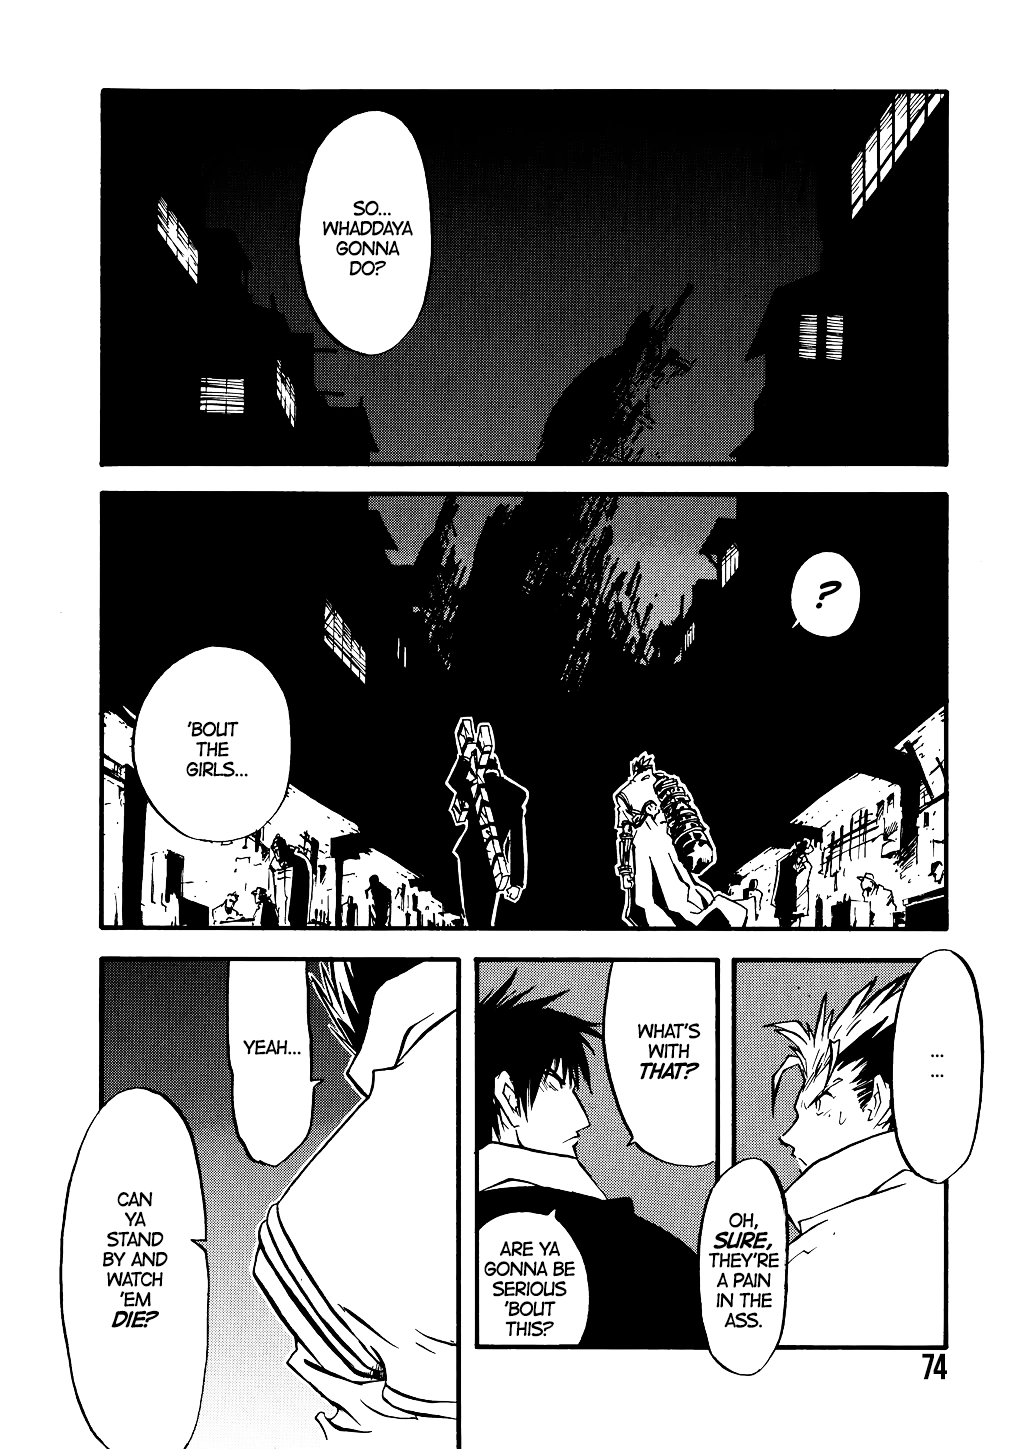 SO...
WHADDAYA
GONNA
DO?
?
'BOUT
THE
GIRLS...
...
...
OH,
SURE,
THEY'RE
A PAIN
IN THE
ASS.
WHAT'S
WITH
THAT?
ARE YA
GONNA BE
SERIOUS
'BOUT
THIS?
YEAH...
CAN
YA
STAND
BY AND
WATCH
'EM
DIE?
74